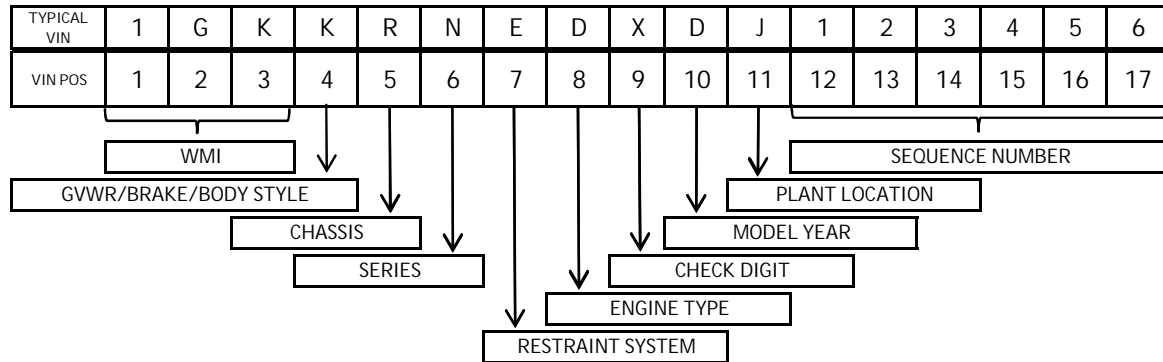 TYPICAL VIN 1 G K K R N E D X D J 1 2 3 4 5 6
VIN POS 1 2 3 4 5 6 7 8 9 10 11 12 13 14 15 16 17
WMI SEQUENCE NUMBER
GVWR/BRAKE/BODY STYLE PLANT LOCATION
CHASSIS MODEL YEAR
SERIES CHECK DIGIT
ENGINE TYPE
RESTRAINT SYSTEM